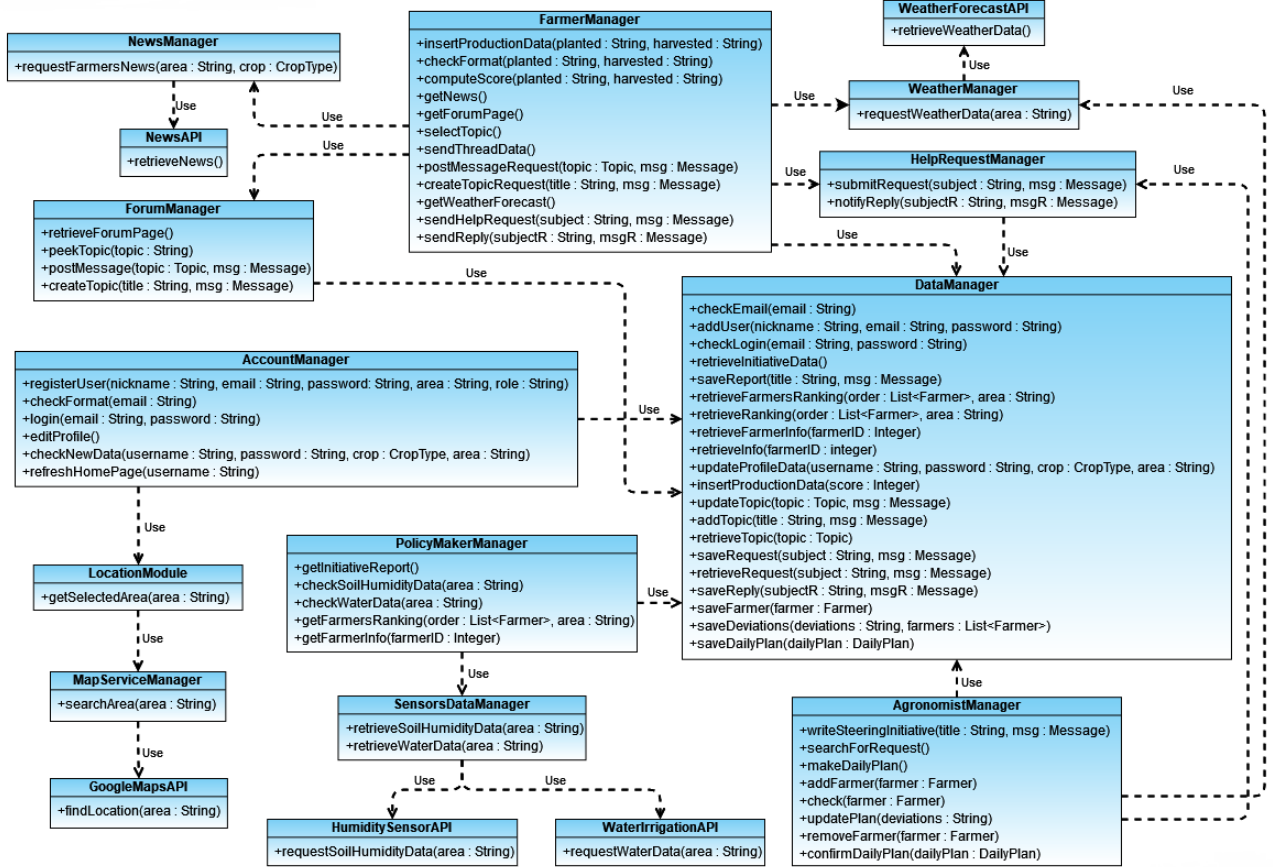 NewsManager
+requestFarmersNews(area : String, crop : CropType)
Use
NewsAPI
+retrieveNews()
FarmerManager
+insertProductionData(planted : String, harvested : String)
+checkFormat(planted : String, harvested : String)
+computeScore(planted : String, harvested : String)
+getNews()
+getForumPage()
+selectTopic()
+sendThreadData()
+postMessageRequest(topic : Topic, msg : Message)
+createTopicRequest(title : String, msg : Message)
+getWeatherForecast()
+sendHelpRequest(subject : String, msg : Message)
+sendReply(subjectR : String, msgR : Message)
Use
Use
Use
Use
Use
WeatherForecastAPI
+retrieveWeatherData()
Use
WeatherManager
+requestWeatherData(area : String)
Use
HelpRequestManager
+submitRequest(subject : String, msg : Message)
+notifyReply(subjectR : String, msgR : Message)
Use
Use
ForumManager
+retrieveForumPage()
+peekTopic(topic : String)
+postMessage(topic : Topic, msg : Message)
+createTopic(title : String, msg : Message)
Use
DataManager
+checkEmail(email : String)
+addUser(nickname : String, email : String, password : String)
+checkLogin(email : String, password : String)
+retrieveInitiativeData()
+saveReport(title : String, msg : Message)
+retrieveFarmersRanking(order : List<Farmer>, area : String)
+retrieveRanking(order : List<Farmer>, area : String)
+retrieveFarmerInfo(farmerID : Integer)
+retrieveInfo(farmerID : integer)
+updateProfileData(username : String, password : String, crop : CropType, area : String)
+insertProductionData(score : Integer)
+updateTopic(topic : Topic, msg : Message)
+addTopic(title : String, msg : Message)
+retrieveTopic(topic : Topic)
+saveRequest(subject : String, msg : Message)
+retrieveRequest(subject : String, msg : Message)
+saveReply(subjectR : String, msgR : Message)
+saveFarmer(farmer : Farmer)
+saveDeviations(deviations : String, farmers : List<Farmer>)
+saveDailyPlan(dailyPlan : DailyPlan)
AccountManager
+registerUser(nickname : String, email : String, password: String, area : String, role : String)
+checkFormat(email : String)
+login(email : String, password : String)
+editProfile()
+checkNewData(username : String, password : String, crop : CropType, area : String)
+refreshHomePage(username : String)
Use
Use
LocationModule
+getSelectedArea(area : String)
Use
MapServiceManager
+searchArea(area : String)
Use
GoogleMapsAPI
+findLocation(area : String)
PolicyMakerManager
+getInitiativeReport()
+checkSoilHumidityData(area : String)
+checkWaterData(area : String)
+getFarmersRanking(order : List<Farmer>, area : String)
+getFarmerInfo(farmerID : Integer)
Use
Use
SensorsDataManager
+retrieveSoilHumidityData(area : String)
+retrieveWaterData(area : String)
Use
Use
HumiditySensorAPI
+requestSoilHumidityData(area : String)
WaterIrrigationAPI
+requestWaterData(area : String)
Use
AgronomistManager
+writeSteeringInitiative(title : String, msg : Message)
+searchForRequest()
+makeDailyPlan()
+addFarmer(farmer : Farmer)
+check(farmer : Farmer)
+updatePlan(deviations : String)
+removeFarmer(farmer : Farmer)
+confirmDailyPlan(dailyPlan : DailyPlan)